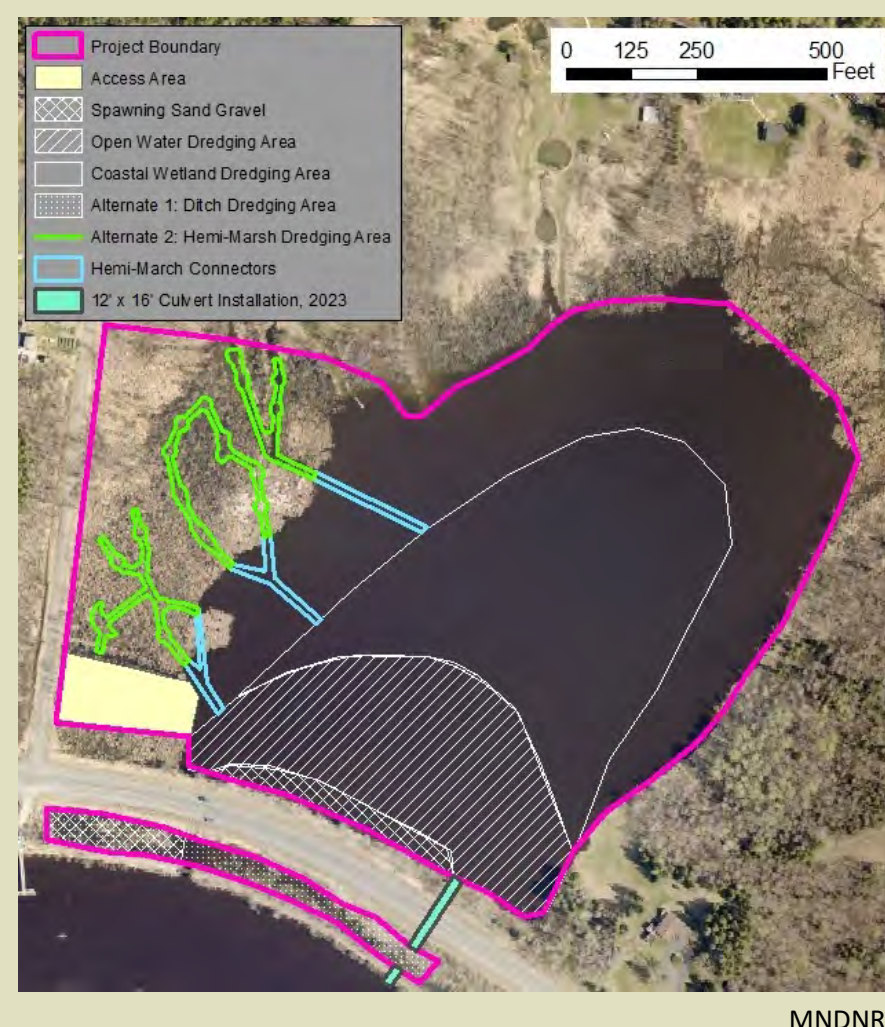 Project Boundary
Access Area
Spawning Sand Gravel
Open Water Dredging Area
Coastal Wetland Dredging Area
Alternate 1: Ditch Dredging Area
Alternate 2: Hemi-Marsh Dredging Area
Hemi-March Connectors
12' x 16' Culvert Installation, 2023
0 125 250 500
Feet
MNDNR